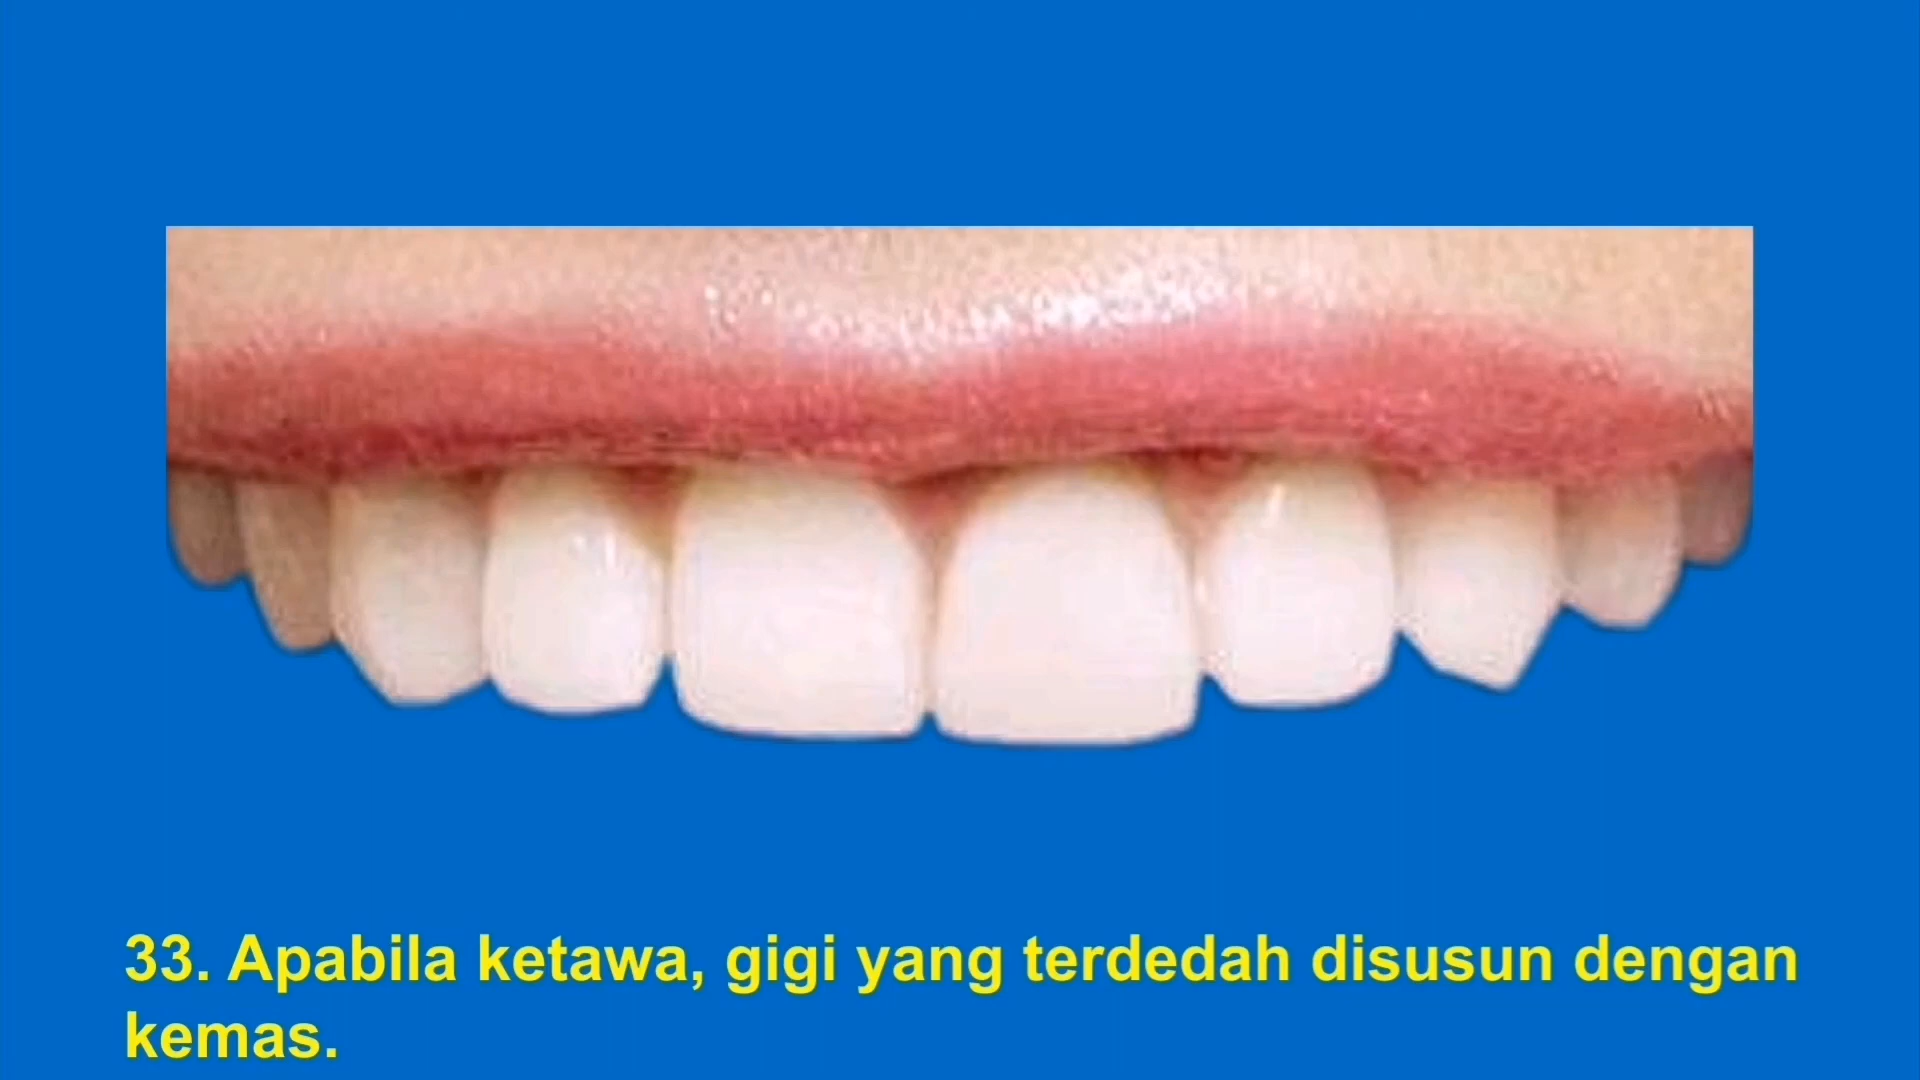 33. Apabila ketawa, gigi yang terdedah disusun dengan
kemas.